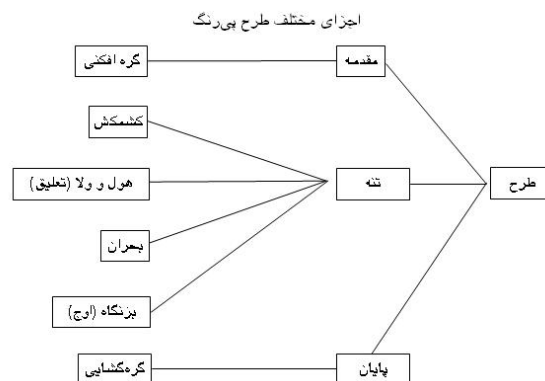 اجزای مختلف طرح پی‌رنگ
مقدمه
گره افکنی
کشمکش
طرح
تنه
هول و ولا (تعلیق)
بحران
بزنگاه (اوج)
پایان
گره‌گشایی